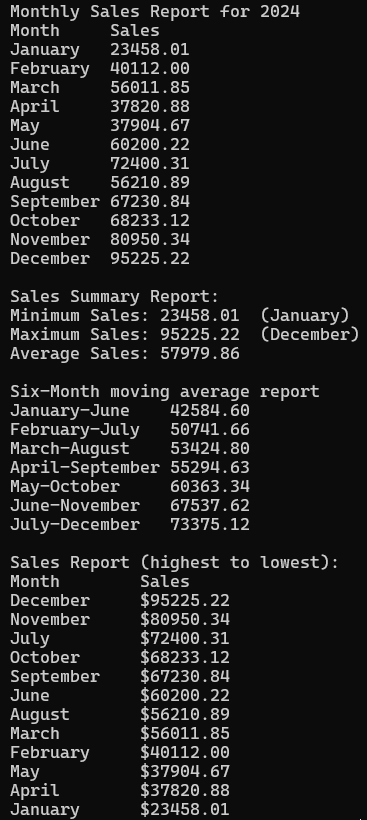 Monthly Sales Report for 2024
Month     Sales
January   23458.01
February  40112.00
March     56011.85
April     37820.88
May       37904.67
June      60200.22
July      72400.31
August    56210.89
September 67230.84
October   68233.12
November  80950.34
December  95225.22

Sales Summary Report:
Minimum Sales: 23458.01  (January)
Maximum Sales: 95225.22  (December)
Average Sales: 57979.86

Six-Month moving average report
January-June    42584.60
February-July   50741.66
March-August    53424.80
April-September 55294.63
May-October     60363.34
June-November   67537.62
July-December   73375.12

Sales Report (highest to lowest):
Month        Sales
December     $95225.22
November     $80950.34
July         $72400.31
October      $68233.12
September    $67230.84
June         $60200.22
August       $56210.89
March        $56011.85
February     $40112.00
May          $37904.67
April        $37820.88
January      $23458.01